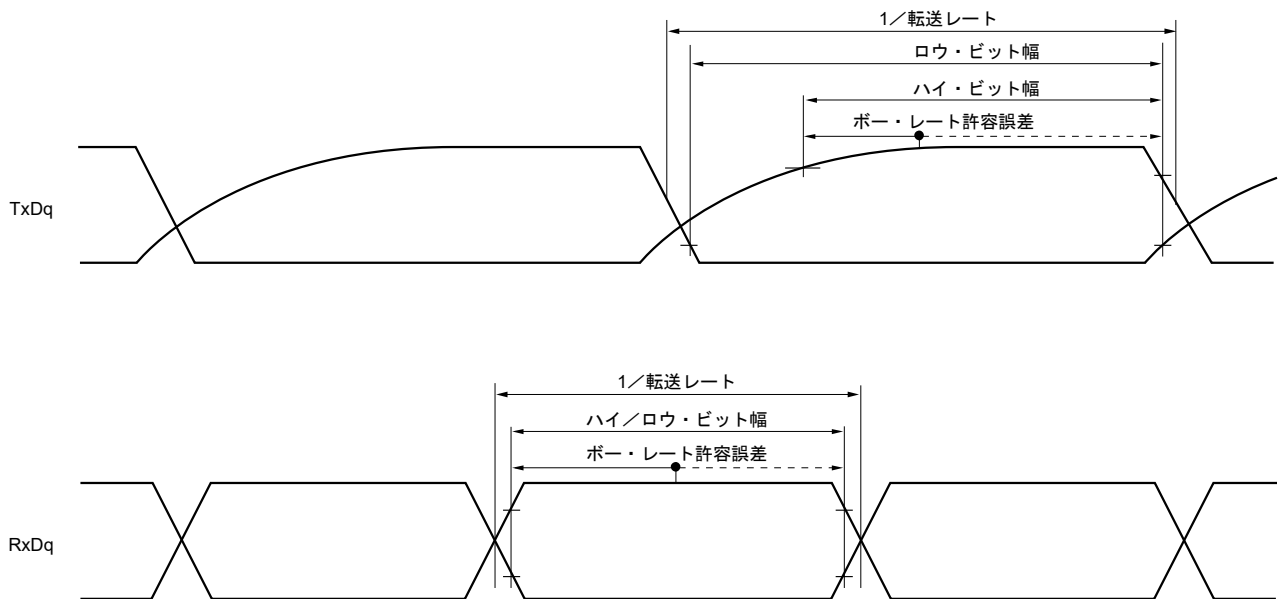 1／転送レート
ロウ・ビット幅
ハイ・ビット幅
ボー・レート許容誤差
TxDq
1／転送レート
ハイ／ロウ・ビット幅
ボー・レート許容誤差
RxDq